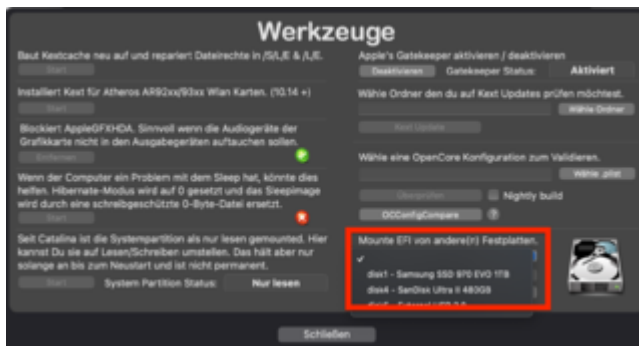 Werkzeuge
Baut Kextcache neu auf und repariert Dateirechte in /S/L/E & /L/E.
Start
Installiert Kext für Atheros AR92xx/93xx Wlan Karten. (10.14 +)
Start
Blockiert AppleGFXHDA. Sinnvoll wenn die Audiogeräte der
Grafikkarte nicht in den Ausgabegeräten auftauchen sollen.
Entfernen
Wenn der Computer ein Problem mit dem Sleep hat, könnte dies
helfen. Hibernate-Modus wird auf 0 gesetzt und das Sleepimage
wird durch eine schreibgeschützte 0-Byte-Datei ersetzt.
Start
Seit Catalina ist die Systempartition als nur lesen gemounted. Hier
kannst Du sie auf Lesen/Schreiben umstellen. Das hält aber nur
solange an bis zum Neustart und ist nicht permanent.
Start System Partition Status: Nur lesen
Apple's Gatekeeper aktivieren / deaktivieren
Deaktivieren Gatekeeper Status: Aktiviert
Wähle Ordner den du auf Kext Updates prüfen möchtest.
Wähle Ordner
Kext Update
Wähle eine OpenCore Konfiguration zum Validieren.
Wähle .plist
Überprüfen Nightly build
OCConfigCompare ?
Mounte EFI von andere(r) Festplatten.
disk1 - Samsung SSD 970 EVO 1TB
disk4 - SanDisk Ultra II 480GB
Schließen